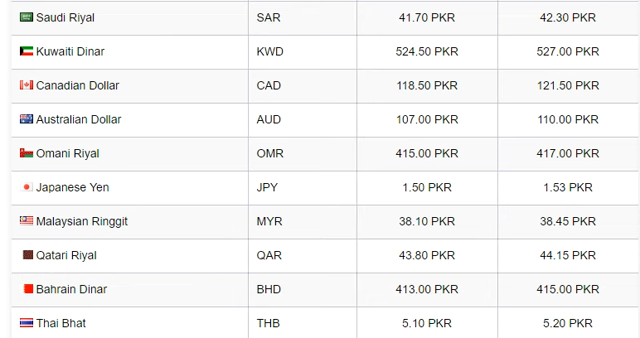 Saudi Riyal SAR 41.70 PKR 42.30 PKR
Kuwaiti Dinar KWD 524.50 PKR 527.00 PKR
Canadian Dollar CAD 118.50 PKR 121.50 PKR
Australian Dollar AUD 107.00 PKR 110.00 PKR
Omani Riyal OMR 415.00 PKR 417.00 PKR
Japanese Yen JPY 1.50 PKR 1.53 PKR
Malaysian Ringgit MYR 38.10 PKR 38.45 PKR
Qatari Riyal QAR 43.80 PKR 44.15 PKR
Bahrain Dinar BHD 413.00 PKR 415.00 PKR
Thai Bhat THB 5.10 PKR 5.20 PKR